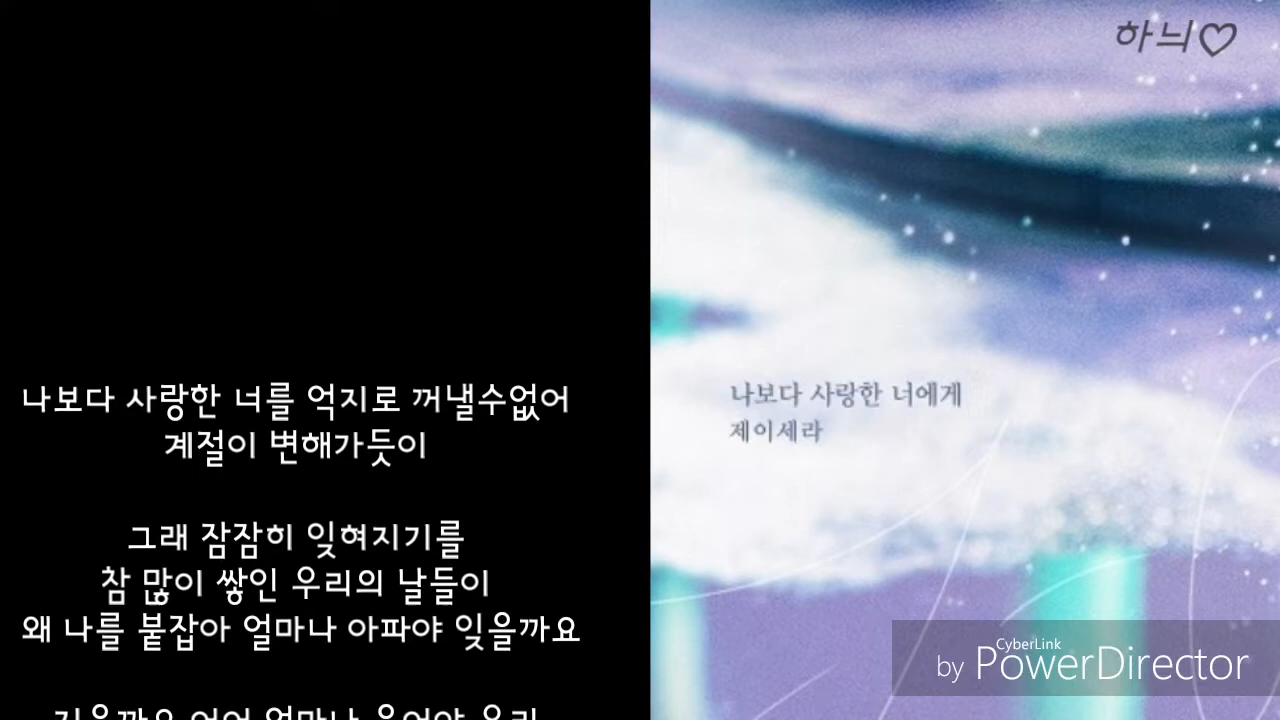 나보다 사랑한 너를 억지로 꺼낼수없어
계절이 변해가듯이
그래 잠잠히 잊혀지기를
참 많이 쌓인 우리의 날들이
왜 나를 붙잡아 얼마나 아파야 잊을까요
하늬♡
나보다 사랑한 너에게
제이세라
CyberLink
by PowerDirector